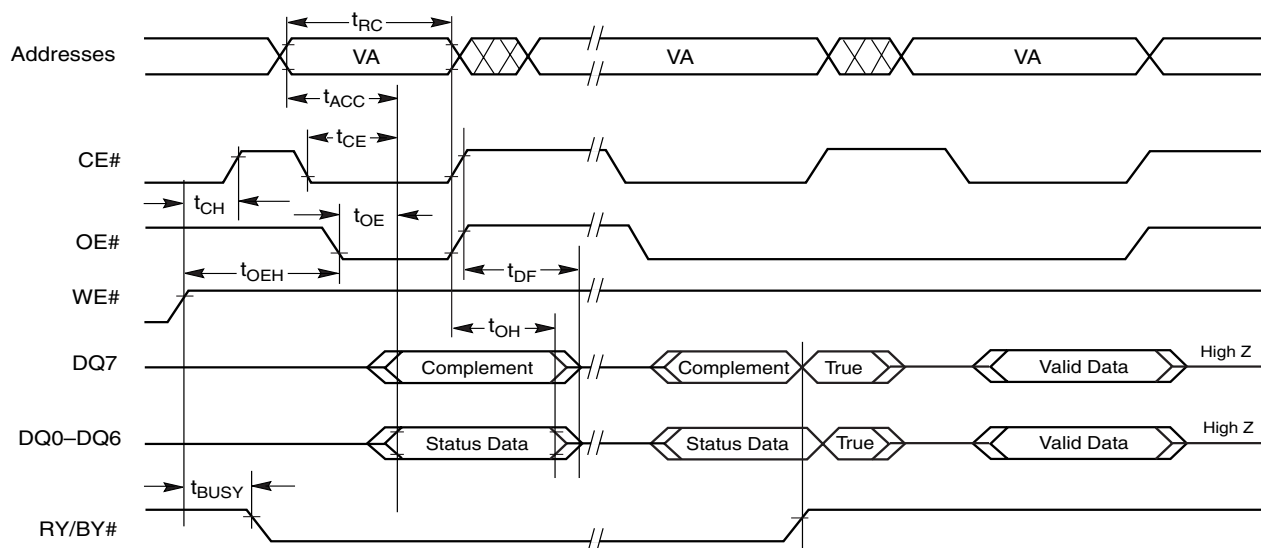 tRC
Addresses VA VA VA
tACC
tCE
CE#
tCH tOE
OE#
tOEH tDF
WE#
tOH
DQ7 Complement Complement True Valid Data High Z
DQ0–DQ6 Status Data Status Data True Valid Data High Z
tBUSY
RY/BY#